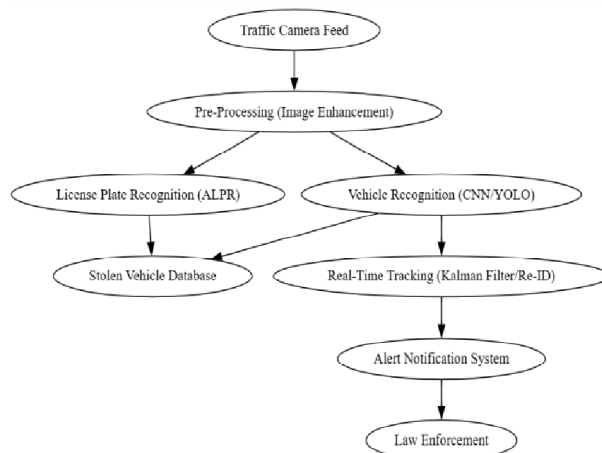 Traffic Camera Feed
Pre-Processing (Image Enhancement)
License Plate Recognition (ALPR)
Vehicle Recognition (CNN/YOLO)
Stolen Vehicle Database
Real-Time Tracking (Kalman Filter/Re-ID)
Alert Notification System
Law Enforcement